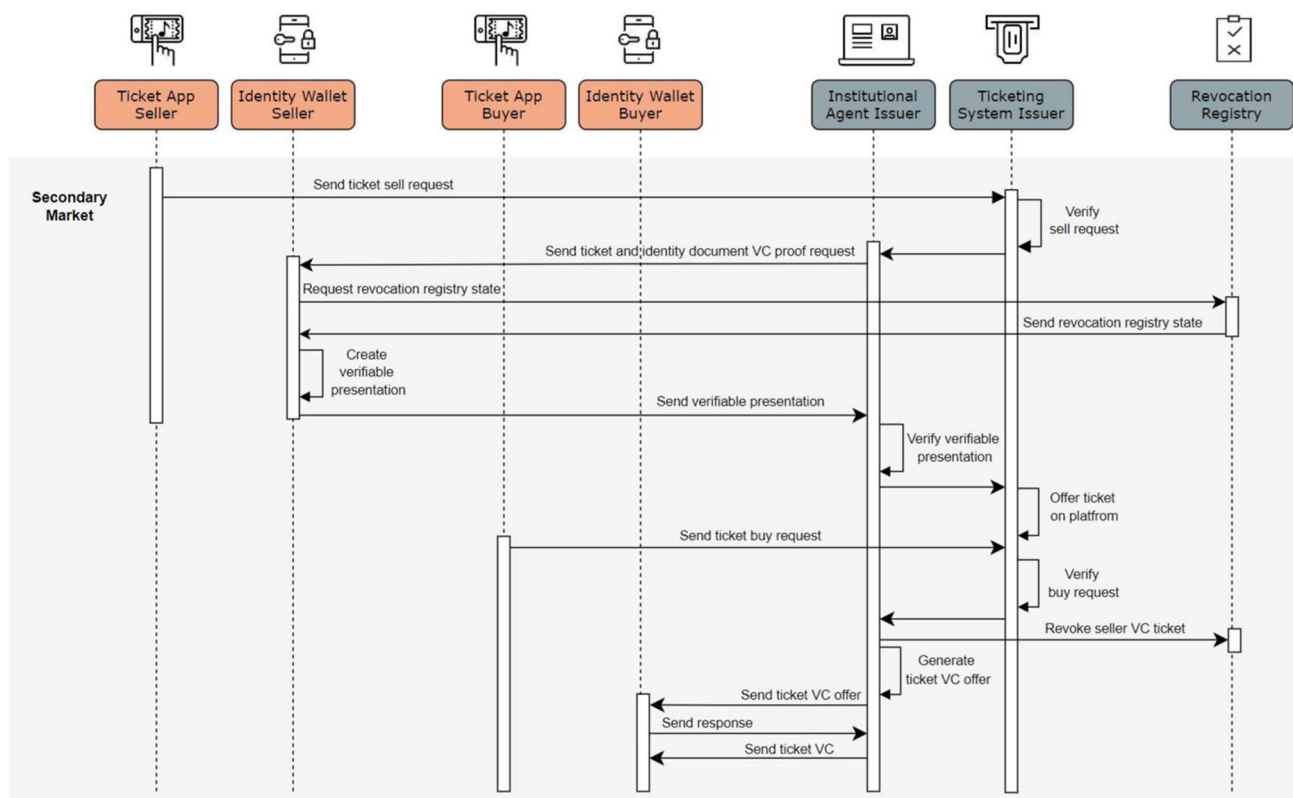 Ticket App
Seller
Identity Wallet
Seller
Ticket App
Buyer
Identity Wallet
Buyer
Institutional
Agent Issuer
Ticketing
System Issuer
Revocation
Registry
Secondary
Market
Send ticket sell request
Verify
sell request
Send ticket and identity document VC proof request
Request revocation registry state
Send revocation registry state
Create
verifiable
presentation
Send verifiable presentation
Verify verifiable
presentation
Offer ticket
on platfrom
Send ticket buy request
Verify
buy request
Revoke seller VC ticket
Generate
ticket VC offer
Send ticket VC offer
Send response
Send ticket VC